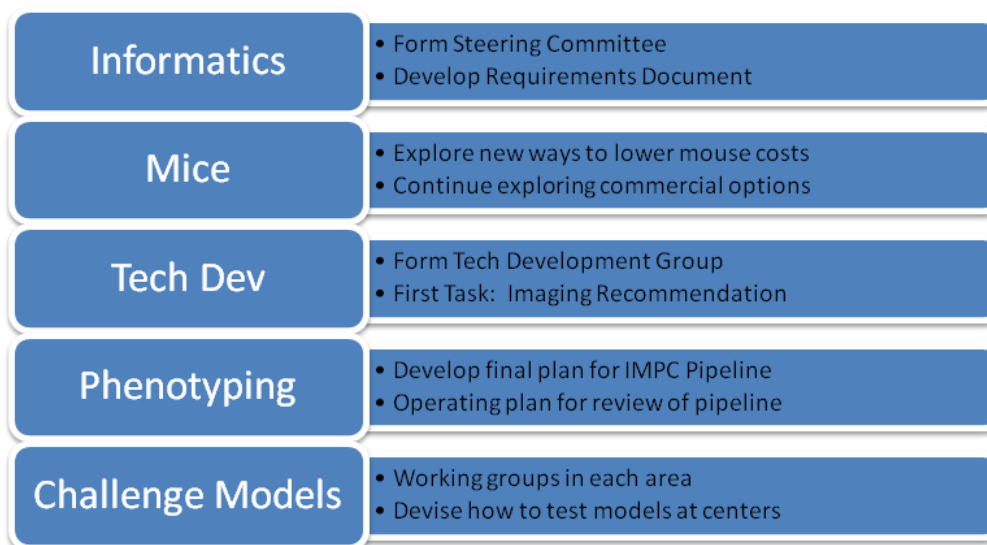 Informatics
• Form Steering Committee
• Develop Requirements Document
Mice
• Explore new ways to lower mouse costs
• Continue exploring commercial options
Tech Dev
• Form Tech Development Group
• First Task:  Imaging Recommendation
Phenotyping
• Develop final plan for IMPC Pipeline
• Operating plan for review of pipeline
Challenge Models
• Working groups in each area
• Devise how to test models at centers